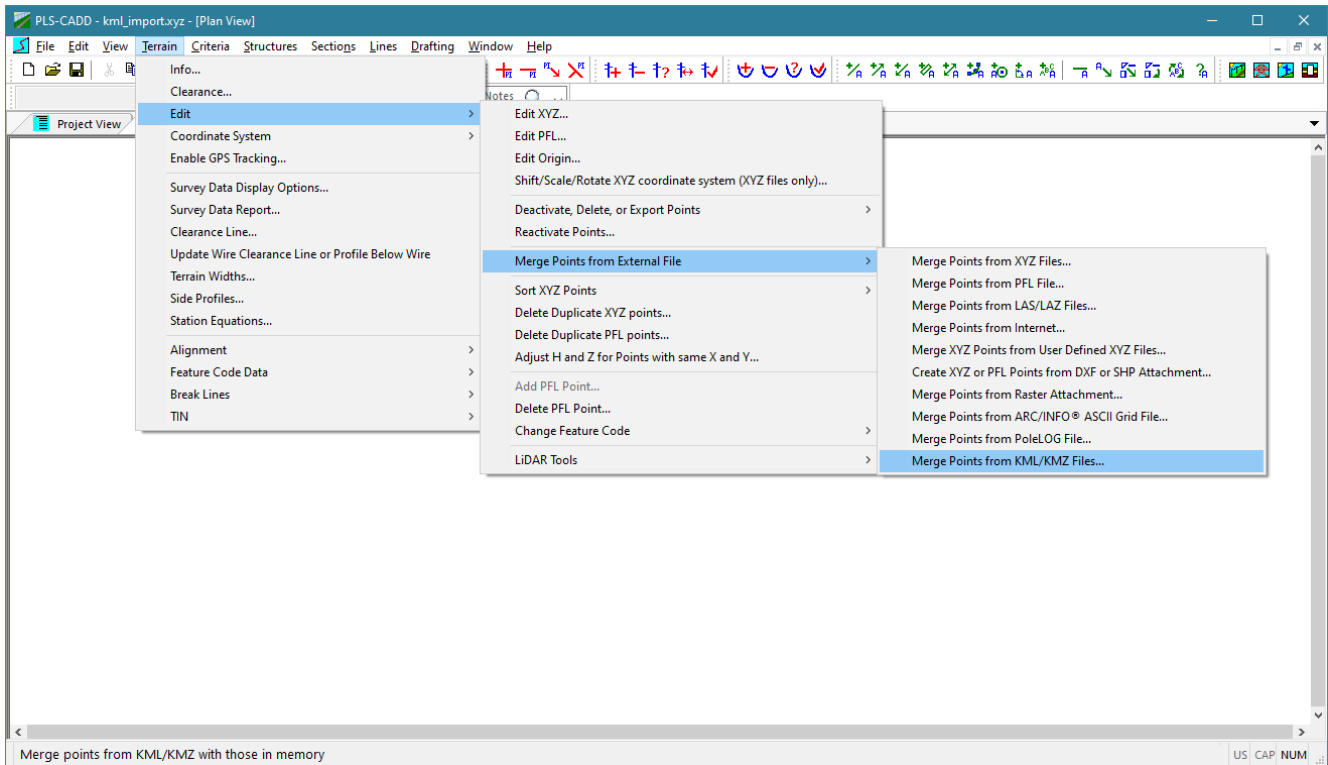 PLS-CADD - kml_import.xyz - [Plan View]
File Edit View Terrain Criteria Structures Sections Lines Drafting Window Help
Notes
Project View
Info...
Clearance...
Edit
Coordinate System
Enable GPS Tracking...
Survey Data Display Options...
Survey Data Report...
Clearance Line...
Update Wire Clearance Line or Profile Below Wire
Terrain Widths...
Side Profiles...
Station Equations...
Alignment
Feature Code Data
Break Lines
TIN
Edit XYZ...
Edit PFL...
Edit Origin...
Shift/Scale/Rotate XYZ coordinate system (XYZ files only)...
Deactivate, Delete, or Export Points
Reactivate Points...
Merge Points from External File
Sort XYZ Points
Delete Duplicate XYZ points...
Delete Duplicate PFL points...
Adjust H and Z for Points with same X and Y...
Add PFL Point...
Delete PFL Point...
Change Feature Code
LiDAR Tools
Merge Points from XYZ Files...
Merge Points from PFL File...
Merge Points from LAS/LAZ Files...
Merge Points from Internet...
Merge XYZ Points from User Defined XYZ Files...
Create XYZ or PFL Points from DXF or SHP Attachment...
Merge Points from Raster Attachment...
Merge Points from ARC/INFO® ASCII Grid File...
Merge Points from PoleLOG File...
Merge Points from KML/KMZ Files...
Merge points from KML/KMZ with those in memory
US CAP NUM